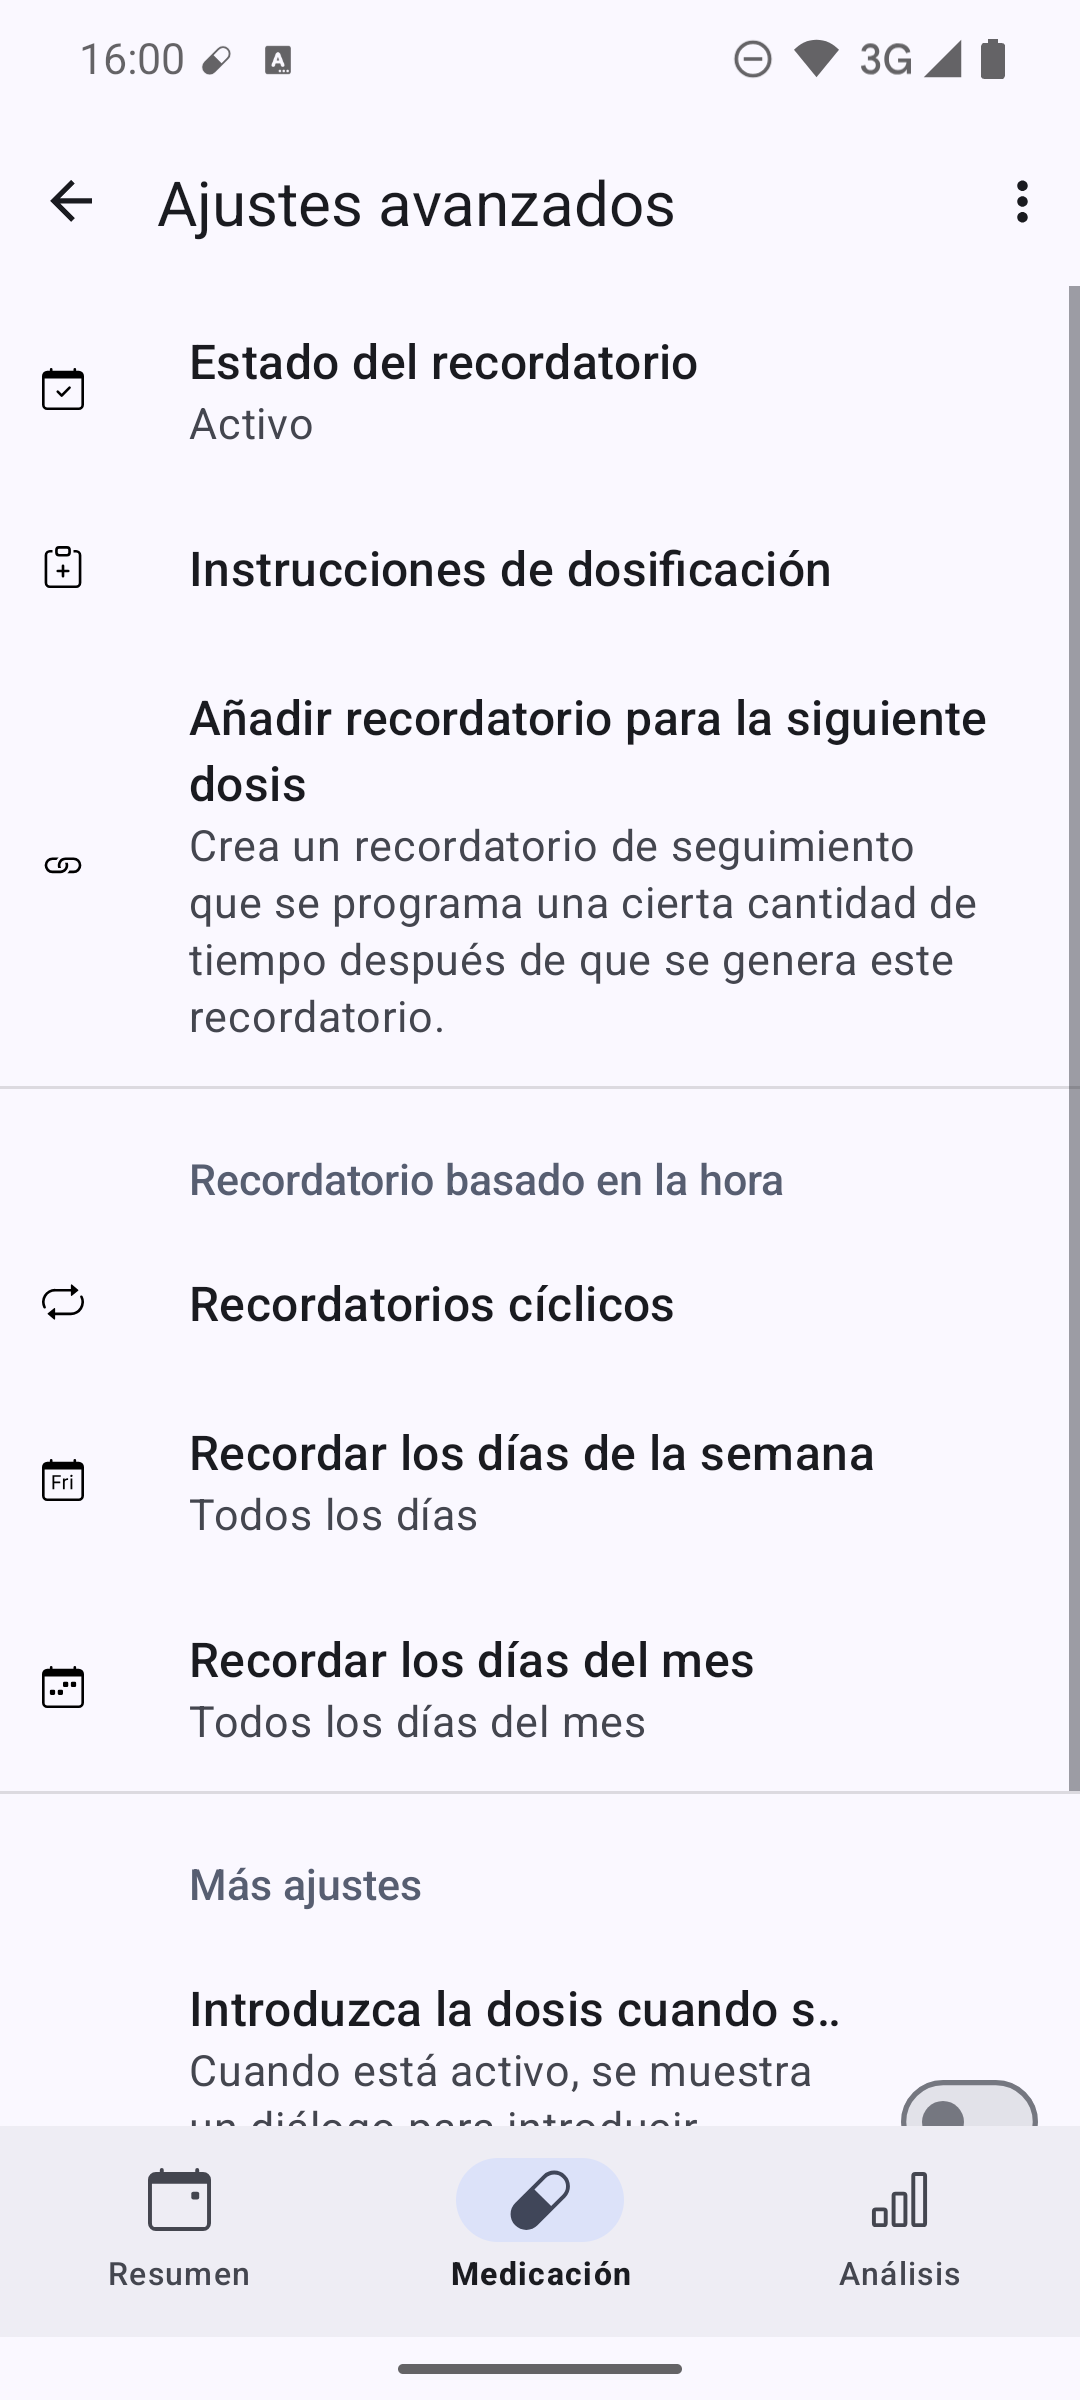 16:00
3G
Ajustes avanzados
Estado del recordatorio
Activo
Instrucciones de dosificación
Añadir recordatorio para la siguiente
dosis
Crea un recordatorio de seguimiento
que se programa una cierta cantidad de
tiempo después de que se genera este
recordatorio.
Recordatorio basado en la hora
Recordatorios cíclicos
Fri
Recordar los días de la semana
Todos los días
Recordar los días del mes
Todos los días del mes
Más ajustes
Introduzca la dosis cuando s..
Cuando está activo, se muestra
un diálogo para introducir
Resumen
Medicación
Análisis